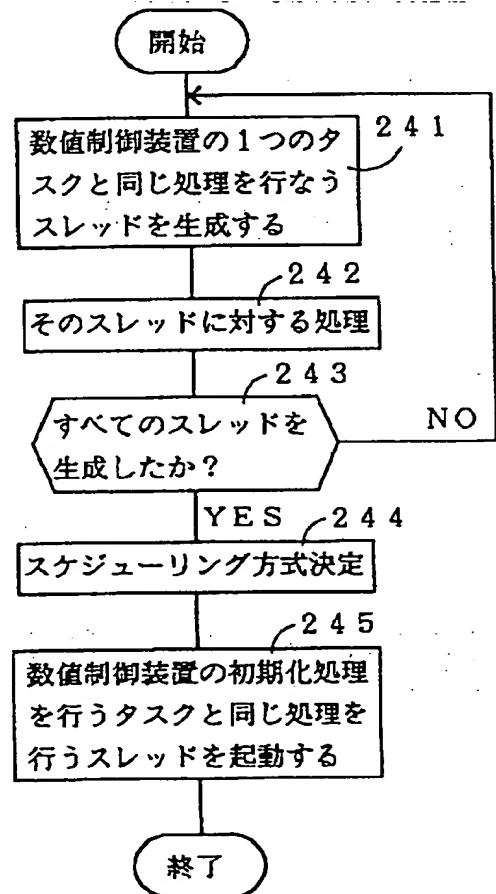 開始
数値制御装置の１つのタ
スクと同じ処理を行なう
スレッドを生成する
２４１
２４２
そのスレッドに対する処理
２４３
すべてのスレッドを
生成したか？
ＮＯ
ＹＥＳ
２４４
スケジューリング方式決定
２４５
数値制御装置の初期化処理
を行うタスクと同じ処理を
行うスレッドを起動する
終了